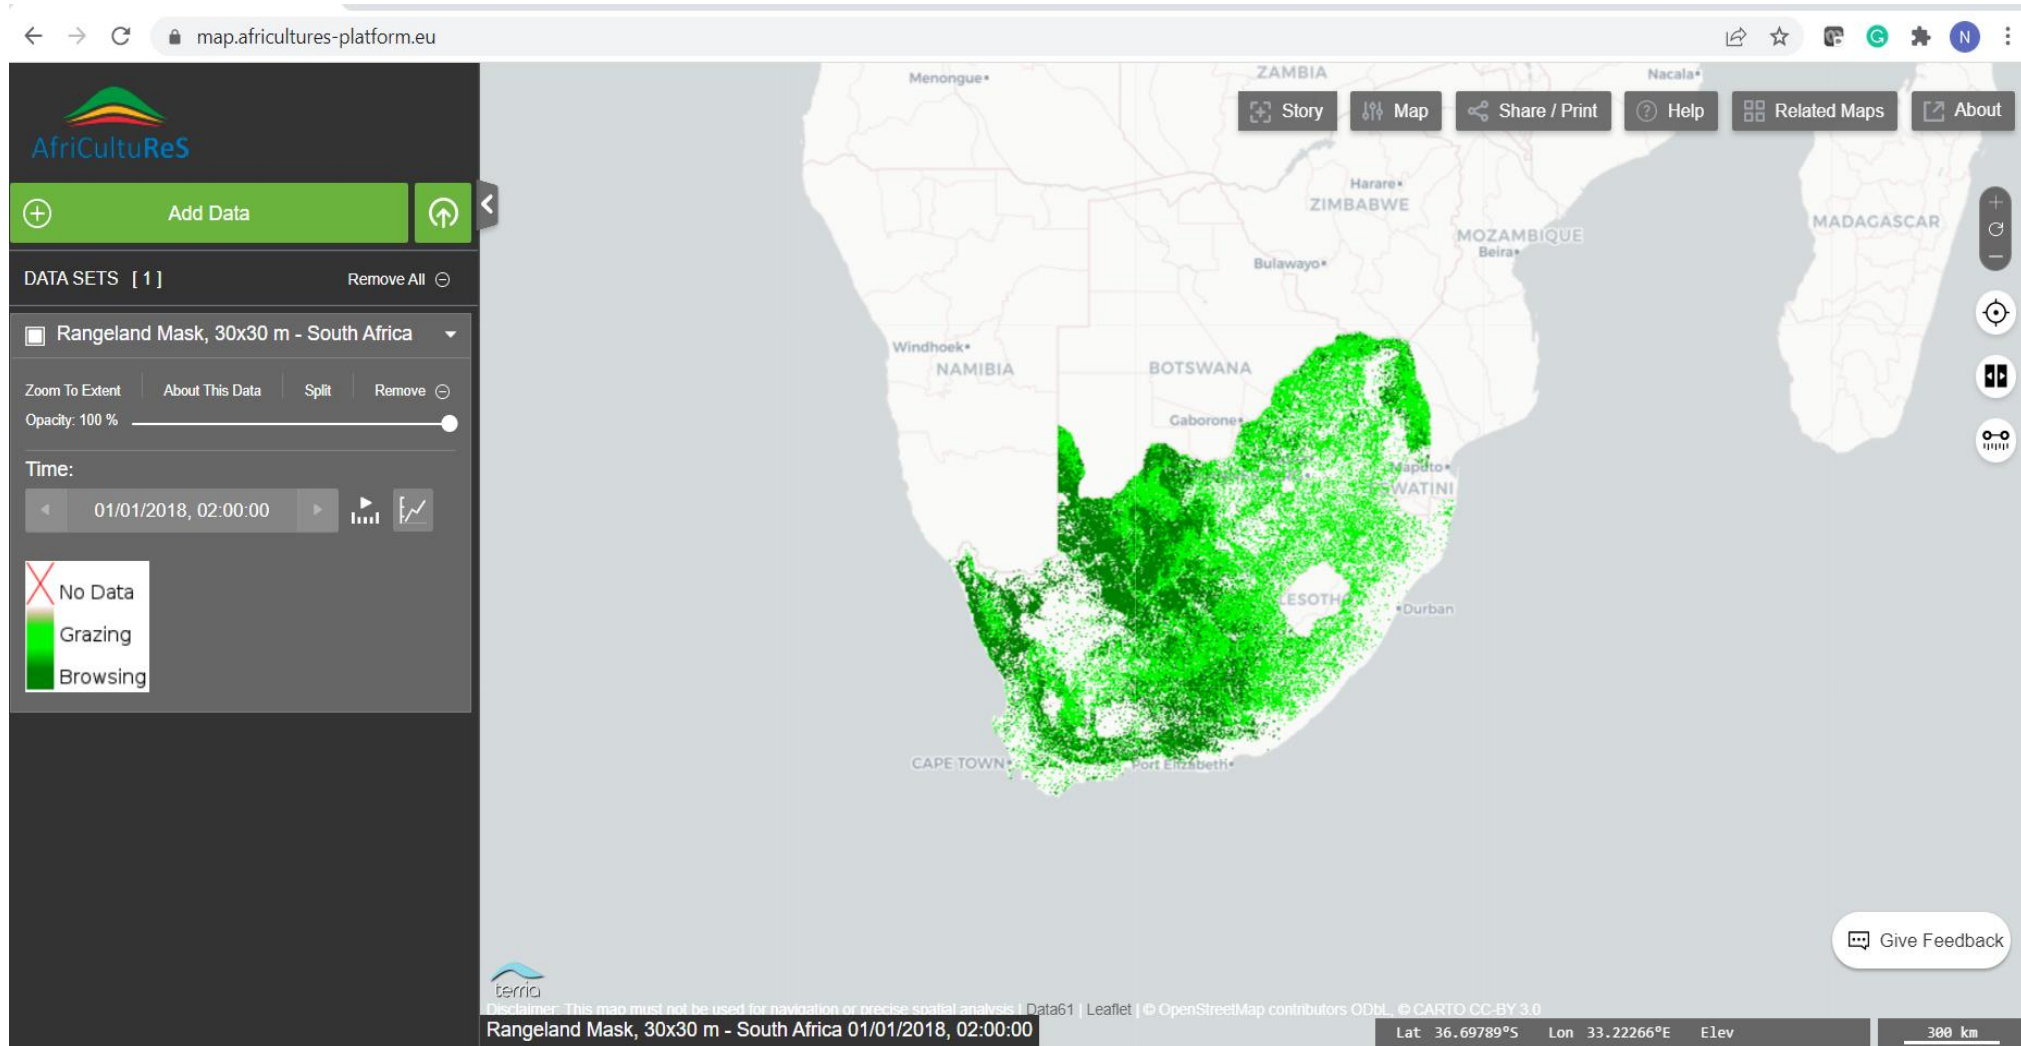 map.africultures-platform.eu
N
AfriCultuReS
Add Data
DATA SETS [ 1 ]
Remove All
Rangeland Mask, 30x30 m - South Africa
Zoom To Extent
About This Data
Split
Remove
Opacity: 100 %
Time:
01/01/2018, 02:00:00
No Data
Grazing
Browsing
Story
Map
Share / Print
Help
Related Maps
About
Menongue
ZAMBIA
Nacala
Harare
ZIMBABWE
MOZAMBIQUE
Beira
MADAGASCAR
Bulawayo
Windhoek
NAMIBIA
BOTSWANA
Gaborone
Maputo
SWATINI
LESOTHO
Durban
CAPE TOWN
Port Elizabeth
Give Feedback
terria
Disclaimer: This map must not be used for navigation or precise spatial analysis | Data61 | Leaflet | © OpenStreetMap contributors ODbL, © CARTO CC-BY 3.0
Rangeland Mask, 30x30 m - South Africa 01/01/2018, 02:00:00
Lat 36.69789°S Lon 33.22266°E Elev
300 km